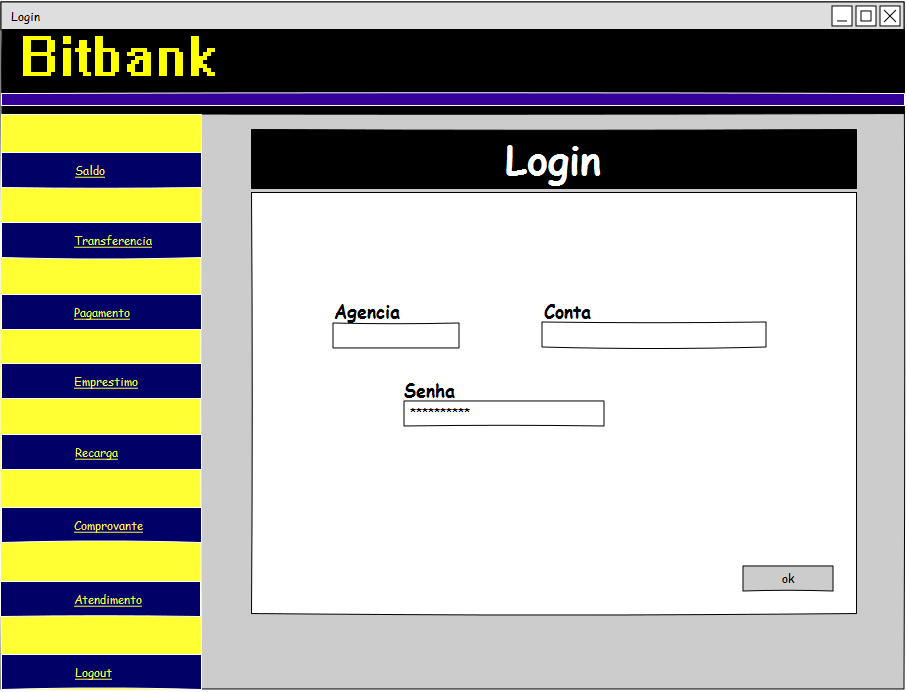 Login
Bitbank
Login
Saldo
Transferencia
Pagamento
Emprestimo
Recarga
Comprovante
Atendimento
Logout
Agencia
Conta
Senha
**********
ok